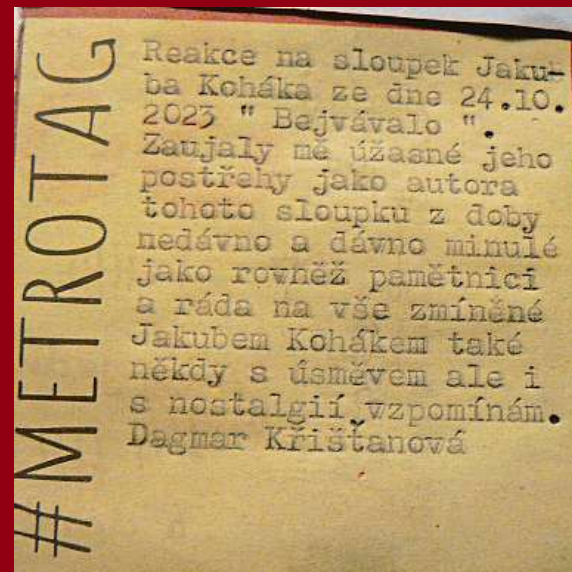 #METROTAG
Reakce na sloupek Jaku-
ba Koháka ze dne 24.10.
2023 " Bejvávalo ".
Zaujaly mě úžasné jeho
postřehy jako autora
tohoto sloupku z doby
nedávno a dávno minulé
jako rovněž pamětnici
a ráda na vše zmíněné
Jakubem Kohákem také
někdy s úsměvem ale i
s nostalgií vzpomínám.
Dagmar Křišťanová